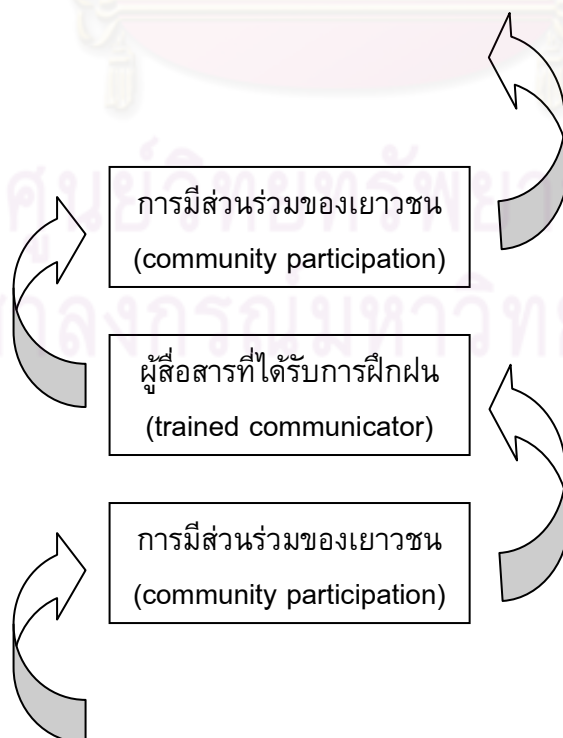 การมีส่วนร่วมของเยาวชน
(community participation)
ผู้สื่อสารที่ได้รับการฝึกฝน
(trained communicator)
การมีส่วนร่วมของเยาวชน
(community participation)